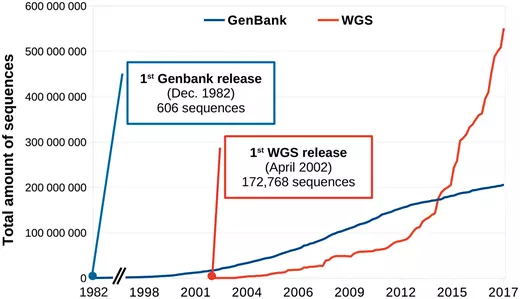 600 000 000
GenBank WGS
500 000 000
1st Genbank release
(Dec. 1982)
606 sequences
400 000 000
300 000 000
1st WGS release
(April 2002)
172,768 sequences
200 000 000
100 000 000
0
Total amount of sequences
1982 1998 2001 2004 2006 2009 2012 2015 2017